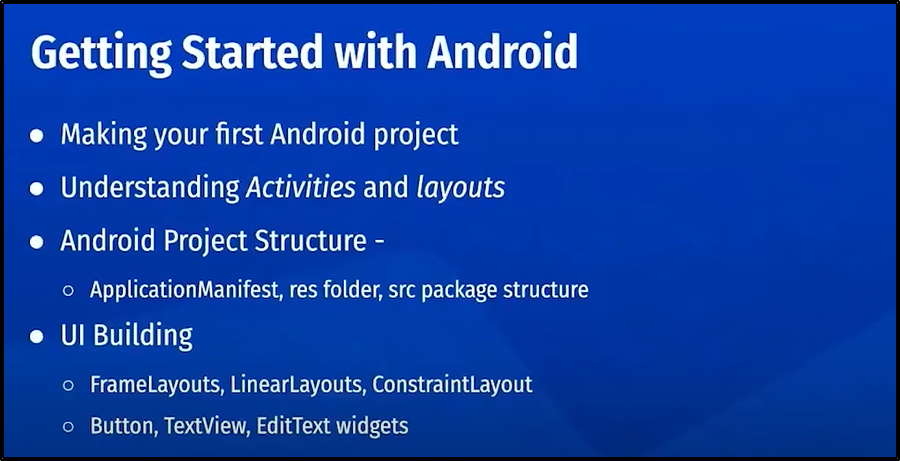 Getting Started with Android
● Making your first Android project
● Understanding Activities and layouts
● Android Project Structure -
○ ApplicationManifest, res folder, src package structure
● UI Building
○ FrameLayouts, LinearLayouts, ConstraintLayout
○ Button, TextView, EditText widgets